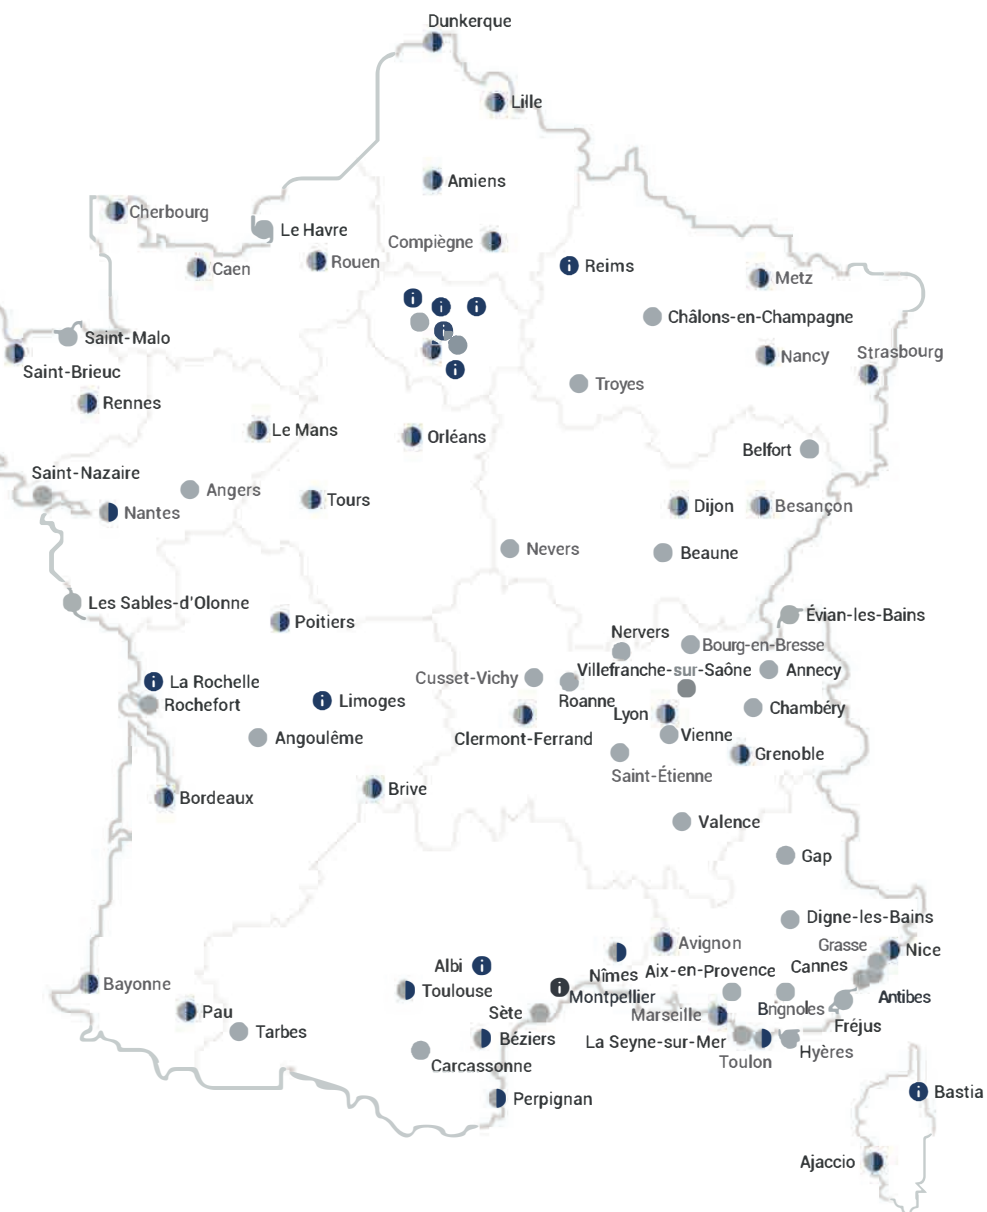 Dunkerque
Lille
Amiens
Cherbourg
Le Havre
Compiègne
Rouen
Caen
Reims
Metz
Châlons-en-Champagne
Saint-Malo
Nancy
Strasbourg
Saint-Brieuc
Troyes
Rennes
Le Mans
Orléans
Belfort
Saint-Nazaire
Angers
Tours
Nantes
Dijon
Besançon
Nevers
Beaune
Les Sables-d'Olonne
Évian-les-Bains
Poitiers
Nervers
Bourg-en-Bresse
Villefranche-sur-Saône
Annecy
Cusset-Vichy
La Rochelle
Roanne
Limoges
Rochefort
Chambéry
Lyon
Vienne
Clermont-Ferrand
Angoulême
Grenoble
Saint-Étienne
Brive
Bordeaux
Valence
Gap
Digne-les-Bains
Avignon
Grasse
Nice
Albi
Cannes
Nîmes
Aix-en-Provence
Bayonne
Toulouse
Montpellier
Antibes
Pau
Sète
Marseille
Brignoles
Fréjus
Tarbes
Béziers
La Seyne-sur-Mer
Hyères
Toulon
Carcassonne
Bastia
Perpignan
Ajaccio